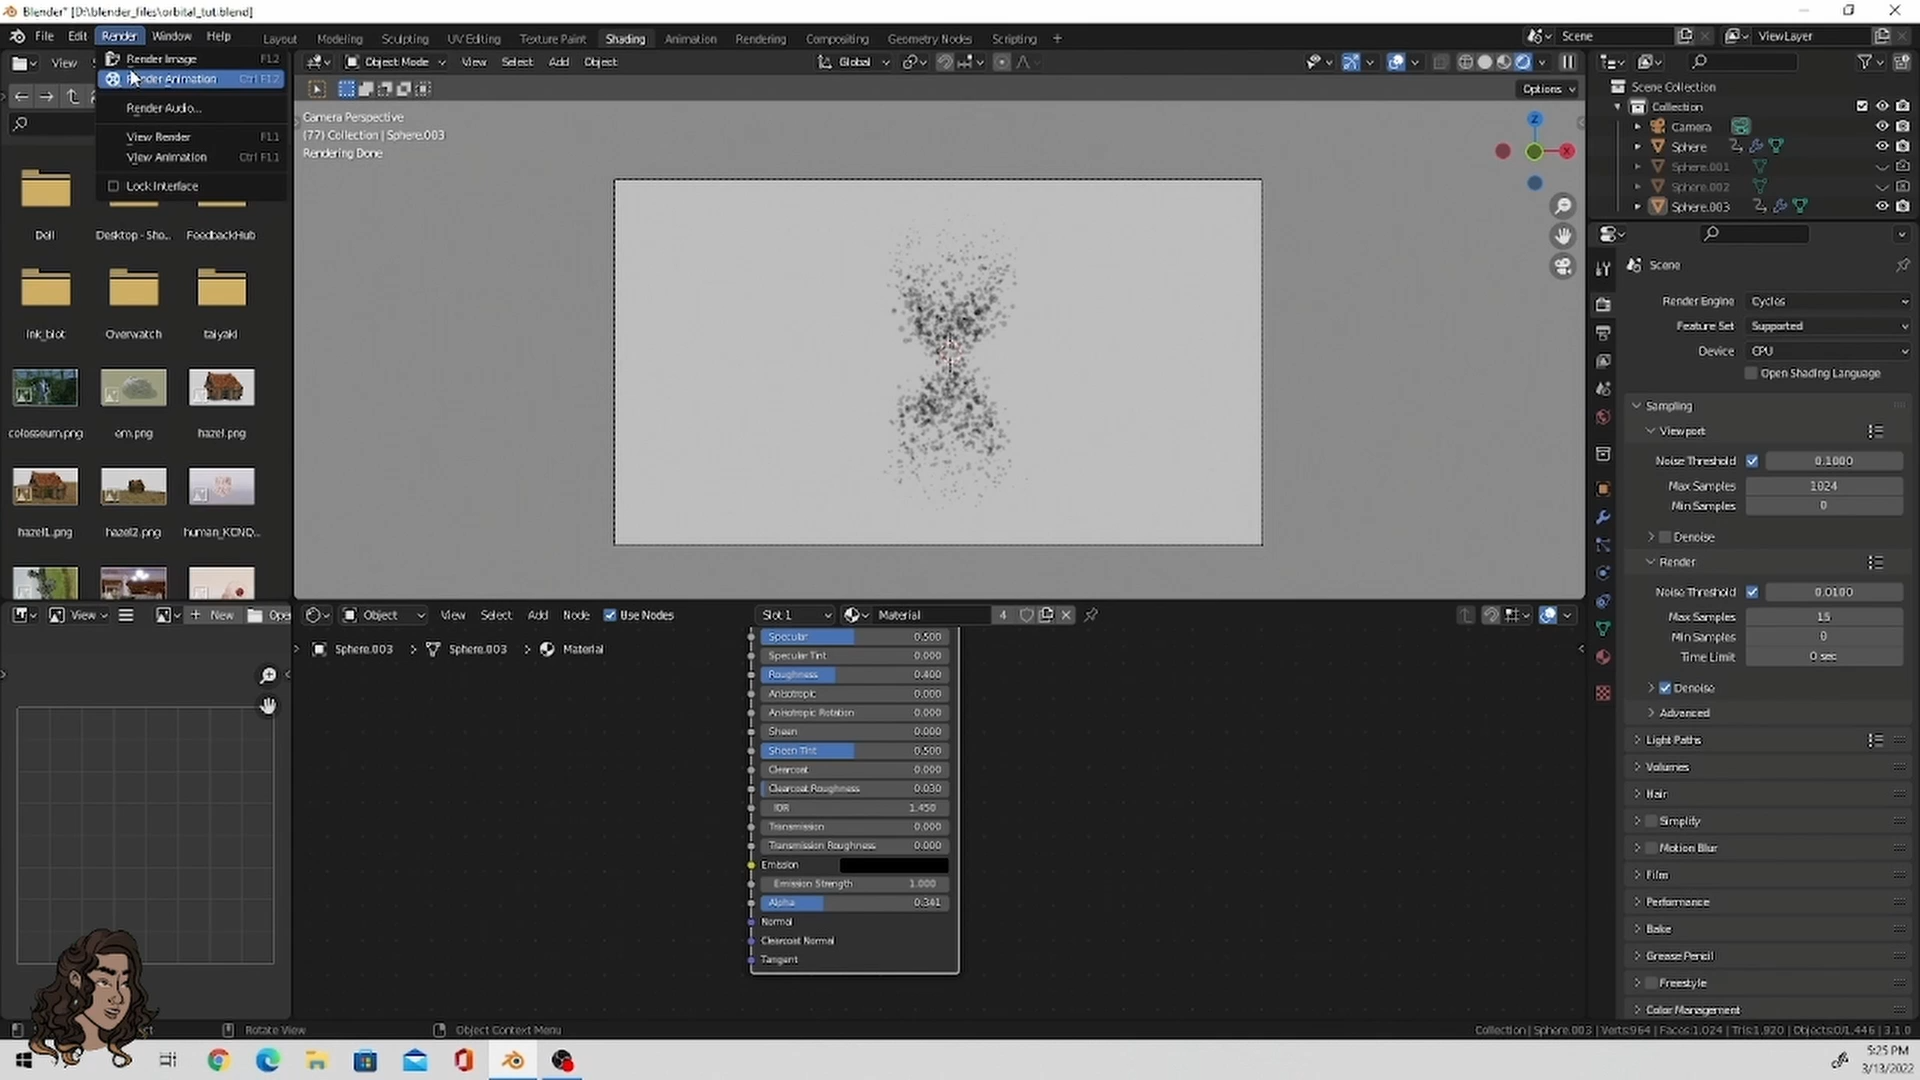 Blender* [D:\blender_files\orbital_tut.blend]
File Edit Render Window Help
Layout Modeling Sculpting UV Editing Texture Paint Shading Animation Rendering Compositing Geometry Nodes Scripting +
Scene
ViewLayer
Render Image F12
Render Animation Ctrl F12
Render Audio...
View Render F11
View Animation Ctrl F11
Lock Interface
View
Dell
Desktop - Sho...
FeedbackHub
ink_blot
Overwatch
taiyaki
colosseum.png
hazel.png
hazel1.png
hazel2.png
human_KCND...
Object Mode View Select Add Object
Global
Options
Camera Perspective
(77) Collection | Sphere.003
Rendering Done
Z
X
Scene Collection
Collection
Camera
Sphere
Sphere.001
Sphere.002
Sphere.003
Scene
Render Engine Cycles
Feature Set Supported
Device CPU
Open Shading Language
Sampling
Viewport
Noise Threshold 0.1000
Max Samples 1024
Min Samples 0
Denoise
Render
Noise Threshold 0.0100
Max Samples 15
Min Samples 0
Time Limit 0 sec
Denoise
Advanced
Light Paths
Volumes
Hair
Simplify
Motion Blur
Film
Performance
Bake
Grease Pencil
Freestyle
Color Management
View
New
Open
Object View Select Add Node Use Nodes
Slot 1
Material 4
Sphere.003 > Sphere.003 > Material
Specular 0.500
Specular Tint 0.000
Roughness 0.400
Anisotropic 0.000
Anisotropic Rotation 0.000
Sheen 0.000
Sheen Tint 0.500
Clearcoat 0.000
Clearcoat Roughness 0.030
IOR 1.450
Transmission 0.000
Transmission Roughness 0.000
Emission
Emission Strength 1.000
Alpha 0.341
Normal
Clearcoat Normal
Tangent
Rotate View
Object Context Menu
Collection | Sphere.003 | Verts:964 | Faces:1,024 | Tris:1,920 | Objects:0/1,446 | 3.1.0
5:25 PM
3/13/2022